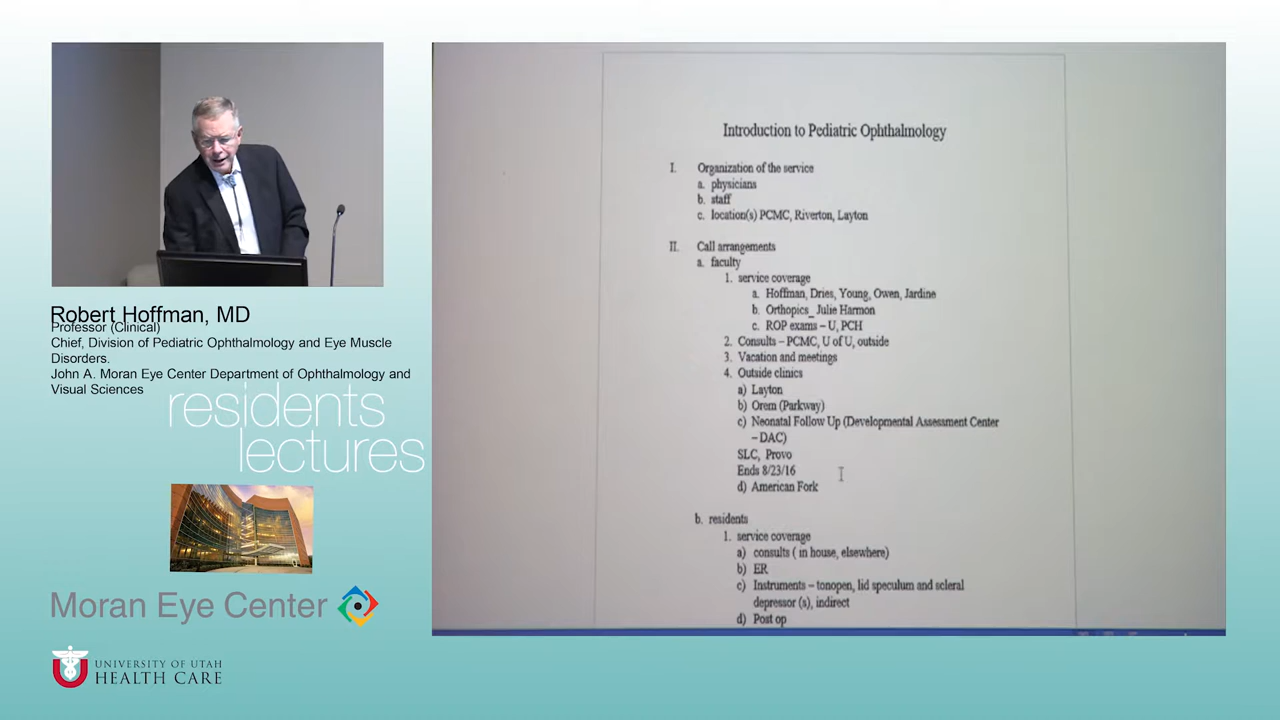 Robert Hoffman, MD
Professor (Clinical)
Chief, Division of Pediatric Ophthalmology and Eye Muscle
Disorders.
John A. Moran Eye Center Department of Ophthalmology and
Visual Sciences
residents
lectures
Moran Eye Center
UNIVERSITY OF UTAH
HEALTH CARE
Introduction to Pediatric Ophthalmology
I. Organization of the service
a. physicians
b. staff
c. location(s) PCMC, Riverton, Layton
II. Call arrangements
a. faculty
1. service coverage
a. Hoffman, Dries, Young, Owen, Jardine
b. Orthopics_ Julie Harmon
c. ROP exams – U, PCH
2. Consults – PCMC, U of U, outside
3. Vacation and meetings
4. Outside clinics
a) Layton
b) Orem (Parkway)
c) Neonatal Follow Up (Developmental Assessment Center
– DAC)
SLC, Provo
Ends 8/23/16
d) American Fork
b. residents
1. service coverage
a) consults ( in house, elsewhere)
b) ER
c) Instruments – tonopen, lid speculum and scleral
depressor (s), indirect
d) Post op